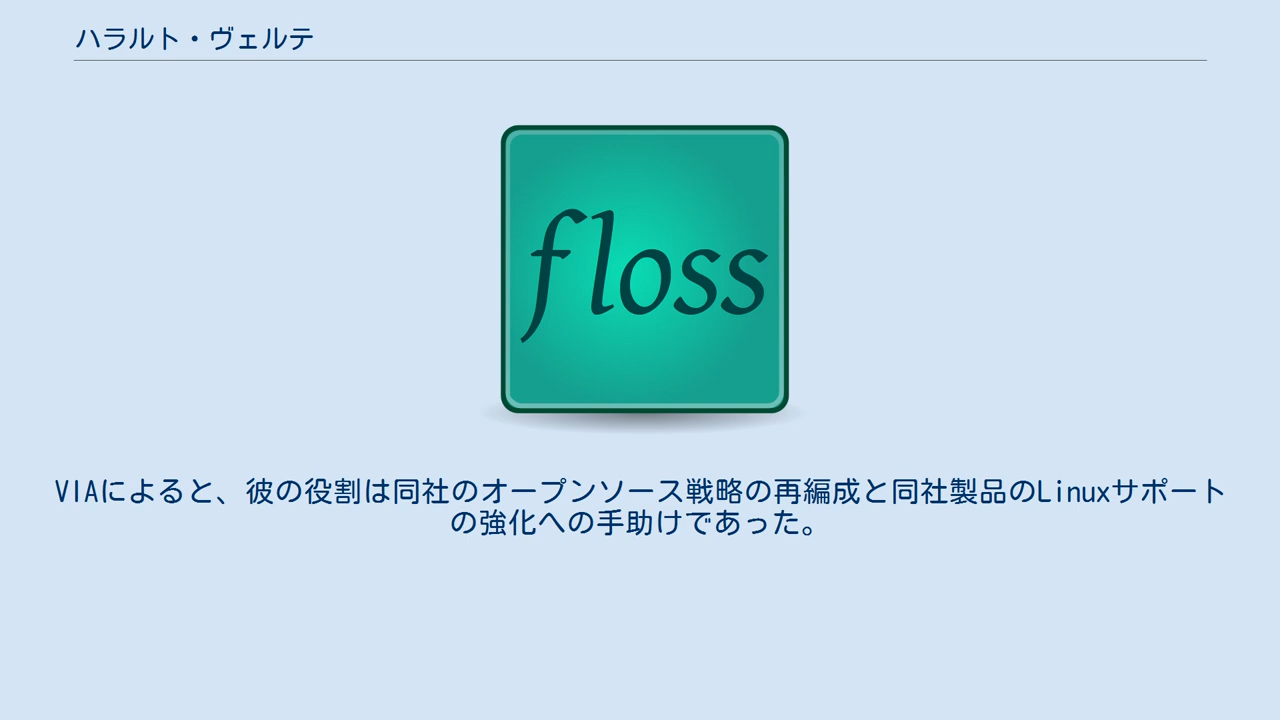 ハラルト・ヴェルテ
floss
VIAによると、彼の役割は同社のオープンソース戦略の再編成と同社製品のLinuxサポート
の強化への手助けであった。